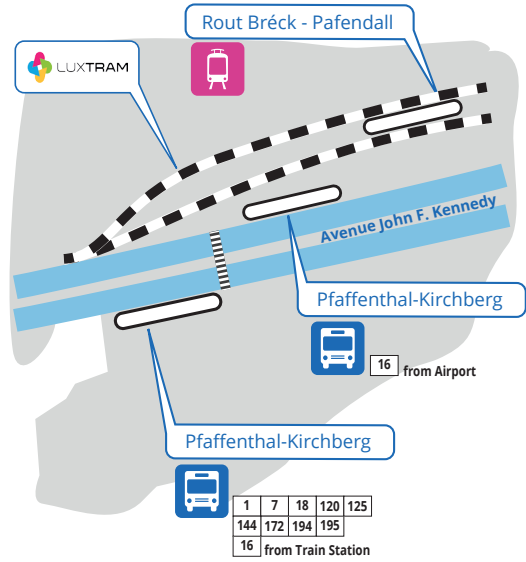 Rout Bréck - Pafendall
LUXTRAM
Avenue John F. Kennedy
Pfaffenthal-Kirchberg
16 from Airport
Pfaffenthal-Kirchberg
1 7 18 120 125
144 172 194 195
16 from Train Station